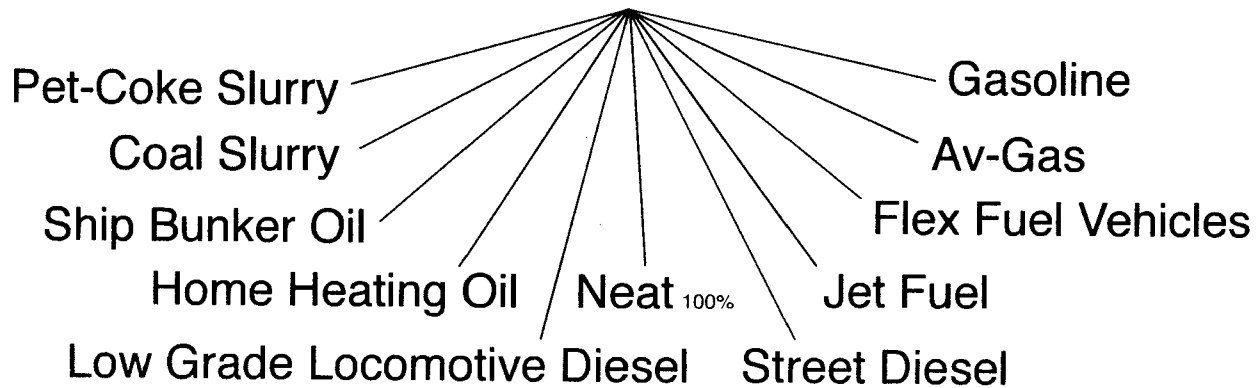 Pet-Coke Slurry
Gasoline
Coal Slurry
Av-Gas
Ship Bunker Oil
Flex Fuel Vehicles
Home Heating Oil
Neat 100%
Jet Fuel
Low Grade Locomotive Diesel
Street Diesel